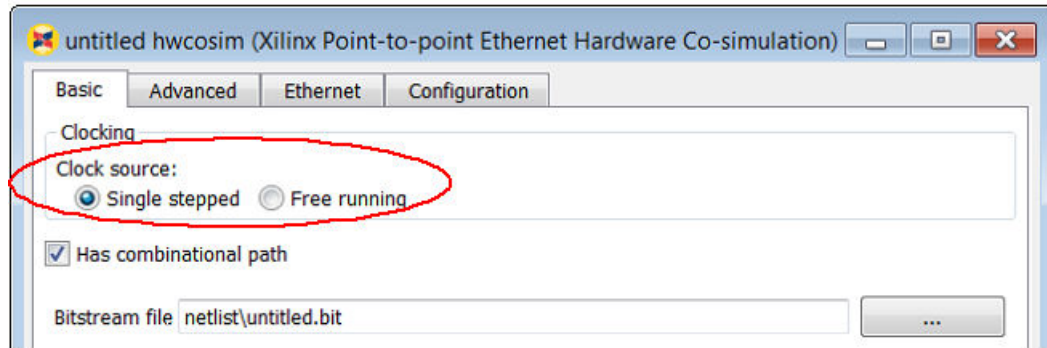 untitled hwcosim (Xilinx Point-to-point Ethernet Hardware Co-simulation)
Basic Advanced Ethernet Configuration
Clocking
Clock source:
Single stepped Free running
Has combinational path
Bitstream file netlist\untitled.bit ...